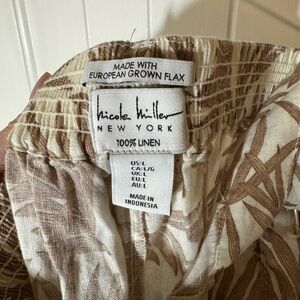 MADE WITH
EUROPEAN GROWN FLAX
Nicole Miller
NEW YORK
100% LINEN
US:L
CA:L/G
UK:L
EU:L
AU:L
MADE IN
INDONESIA